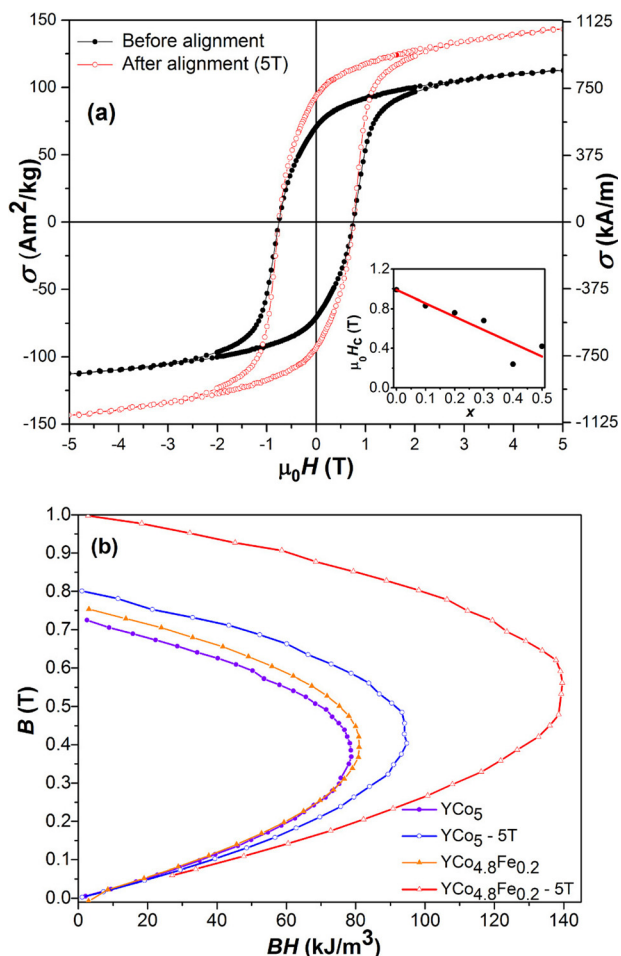 150
100
50
0
-50
-100
-150
σ (Am²/kg)
Before alignment
After alignment (5T)
(a)
1125
750
375
0
-375
-750
-1125
σ (kA/m)
1.2
0.8
0.4
0.0
μ₀H_C (T)
0.0 0.1 0.2 0.3 0.4 0.5
x
-5 -4 -3 -2 -1 0 1 2 3 4 5
μ₀H (T)
(b)
1.0
0.9
0.8
0.7
0.6
0.5
0.4
0.3
0.2
0.1
0.0
B (T)
YCo₅
YCo₅ - 5T
YCo₄.₈Fe₀.₂
YCo₄.₈Fe₀.₂ - 5T
0 20 40 60 80 100 120 140
BH (kJ/m³)